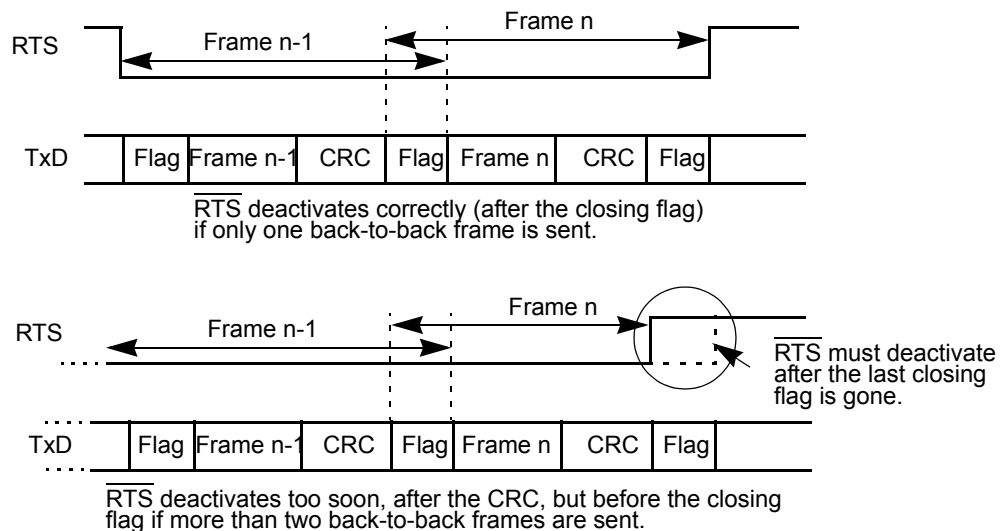 Frame n
RTS
Frame n-1
TxD
Flag Frame n-1 CRC Flag Frame n CRC Flag
RTS deactivates correctly (after the closing flag)
if only one back-to-back frame is sent.
Frame n
RTS
Frame n-1
RTS must deactivate
after the last closing
flag is gone.
TxD
Flag Frame n-1 CRC Flag Frame n CRC Flag
RTS deactivates too soon, after the CRC, but before the closing
flag if more than two back-to-back frames are sent.